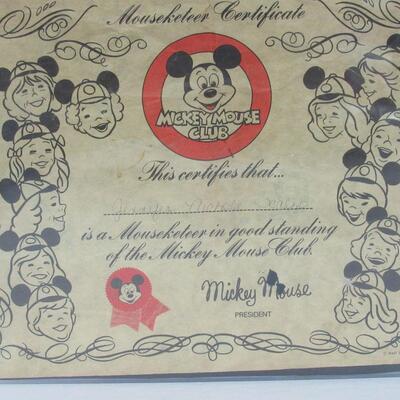 Mouseketeer Certificate
MICKEY MOUSE
CLUB
This certifies that...
is a Mouseketeer in good standing
of the Mickey Mouse Club.
Mickey Mouse
PRESIDENT